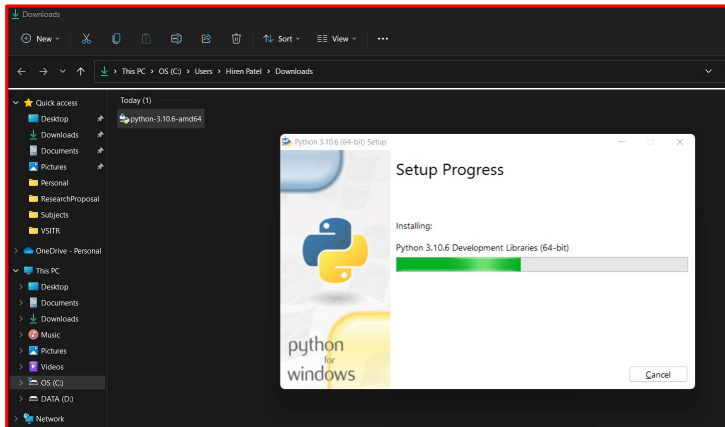 Downloads
New
Sort
View
This PC > OS (C:) > Users > Hiren Patel > Downloads
Quick access
Desktop
Downloads
Documents
Pictures
Personal
ResearchProposal
Subjects
VSITR
OneDrive - Personal
This PC
Desktop
Documents
Downloads
Music
Pictures
Videos
OS (C:)
DATA (D:)
Network
Today (1)
python-3.10.6-amd64
Python 3.10.6 (64-bit) Setup
Setup Progress
Installing:
Python 3.10.6 Development Libraries (64-bit)
python
for
windows
Cancel